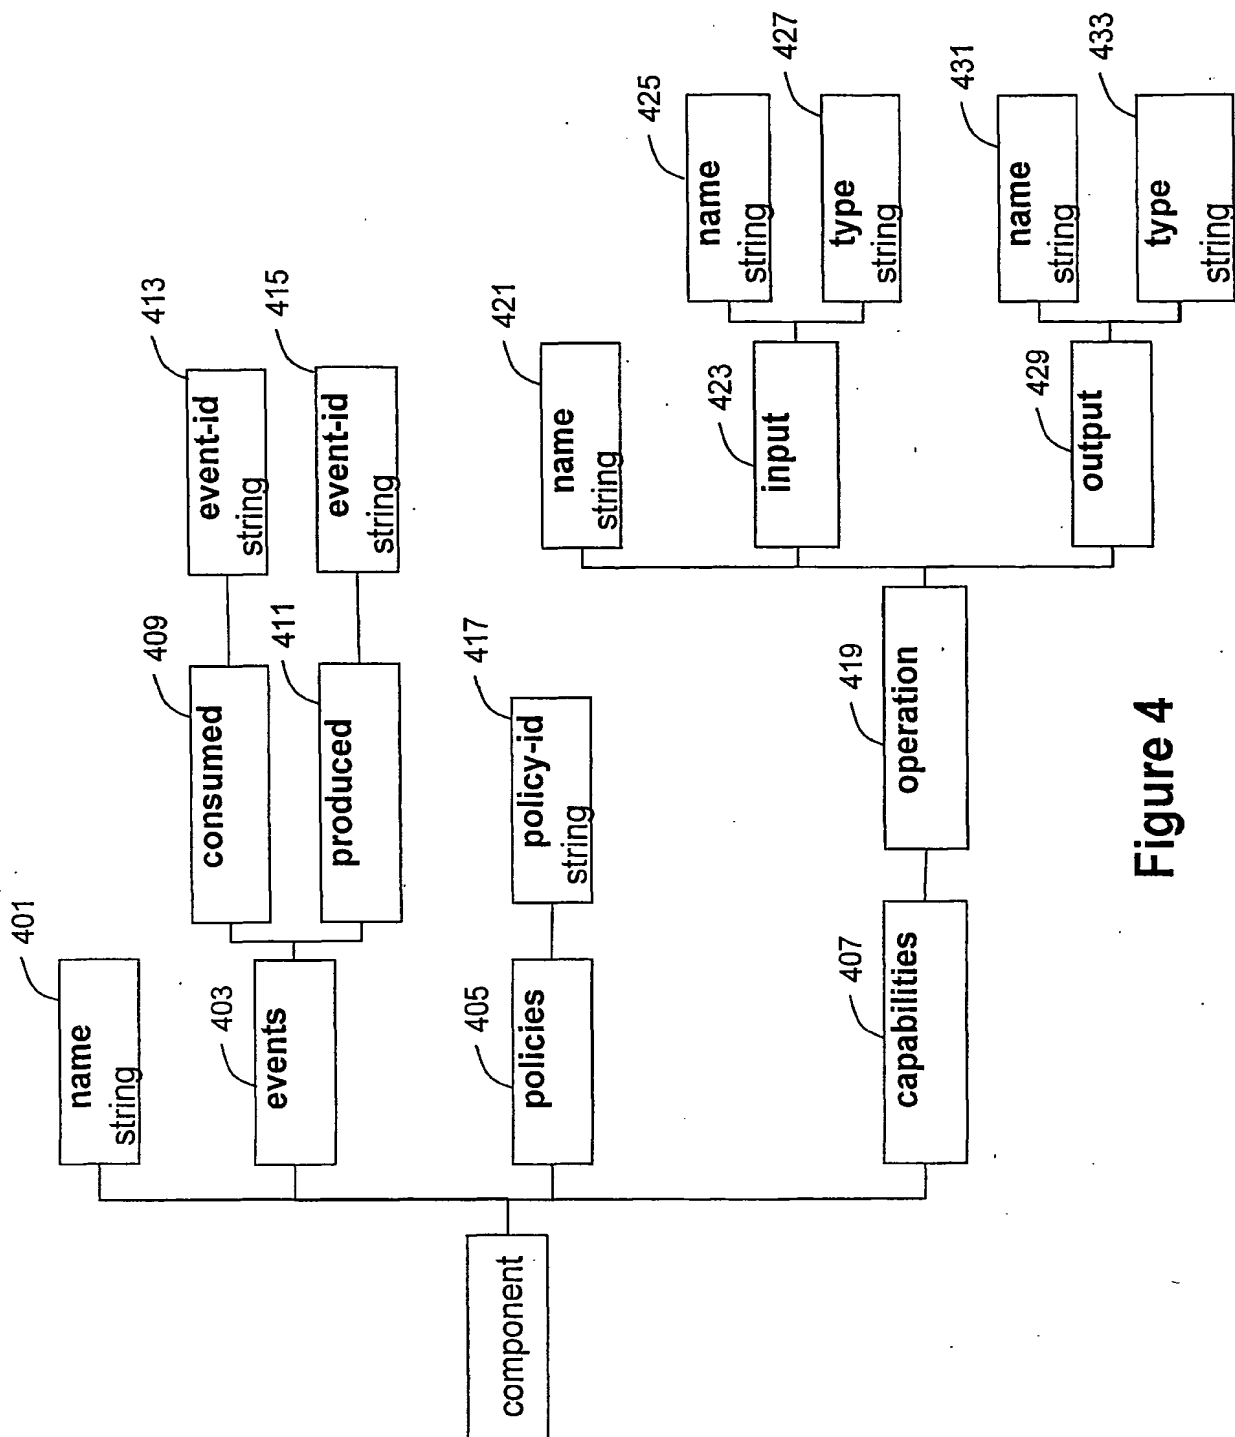 component
401
name
string
403
events
409
consumed
413
event-id
string
411
produced
415
event-id
string
405
policies
417
policy-id
string
407
capabilities
419
operation
421
name
string
423
input
425
name
string
427
type
string
429
output
431
name
string
433
type
string
Figure 4